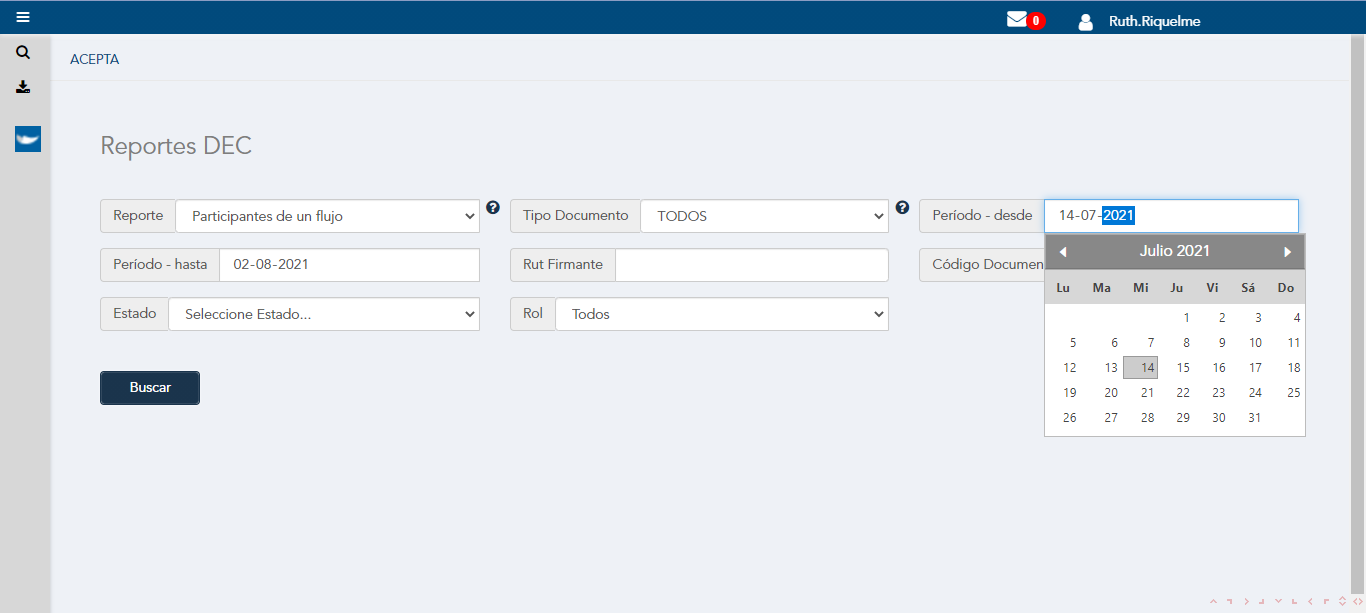 0 Ruth.Riquelme
ACEPTA
Reportes DEC
Reporte Participantes de un flujo Tipo Documento TODOS Período - desde 14-07-2021
Período - hasta 02-08-2021 Rut Firmante Código Documen
Estado Seleccione Estado... Rol Todos
Buscar
Julio 2021
Lu Ma Mi Ju Vi Sá Do
1 2 3 4
5 6 7 8 9 10 11
12 13 14 15 16 17 18
19 20 21 22 23 24 25
26 27 28 29 30 31